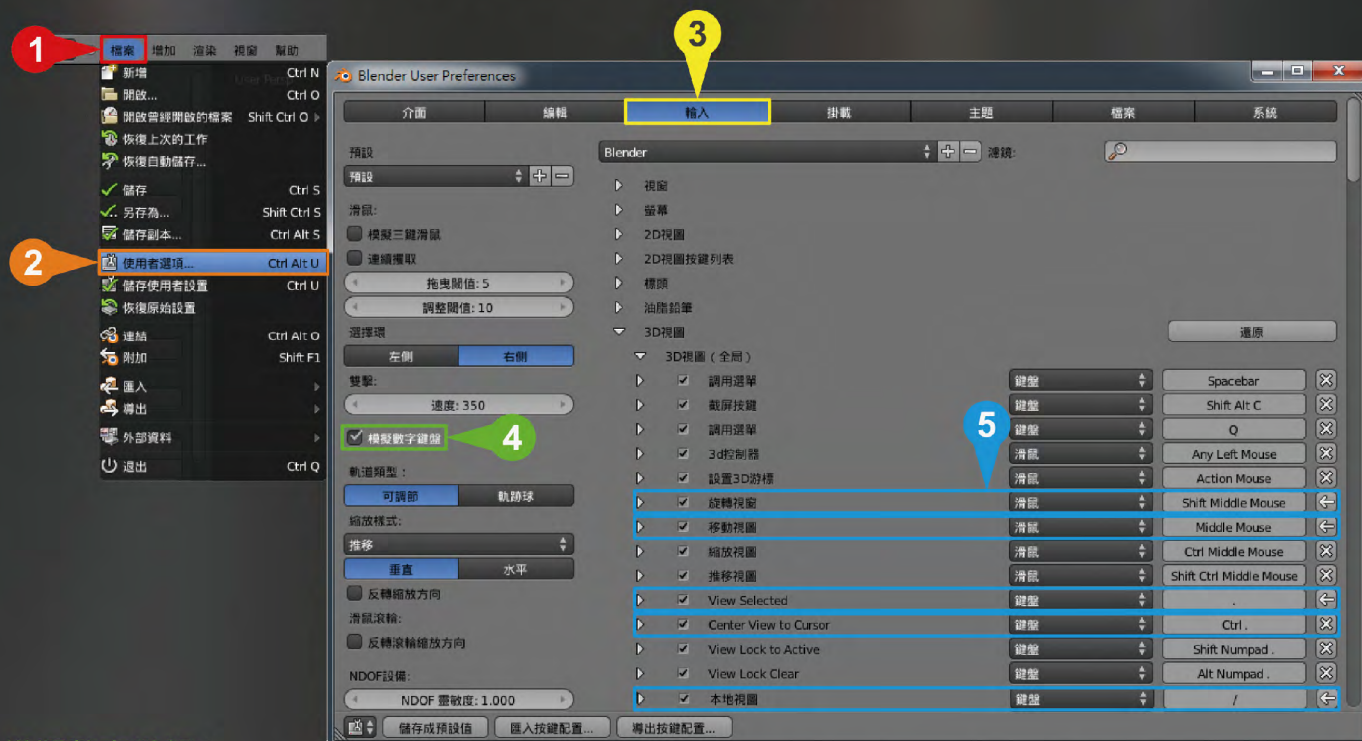 1
2
3
4
5
檔案 增加 渲染 視窗 幫助
新增 Ctrl N
開啟... Ctrl O
開啟曾經開啟的檔案 Shift Ctrl O
恢復上次的工作
恢復自動儲存...
儲存 Ctrl S
另存為... Shift Ctrl S
儲存副本... Ctrl Alt S
使用者選項... Ctrl Alt U
儲存使用者設置 Ctrl U
恢復原始設置
連結 Ctrl Alt O
附加 Shift F1
匯入
導出
外部資料
退出 Ctrl Q
Blender User Preferences
介面 編輯 輸入 掛載 主題 檔案 系統
預設
預設
滑鼠:
模擬三鍵滑鼠
連續攫取
拖曳閾值: 5
調整閾值: 10
選擇環
左側 右側
雙擊:
速度: 350
模擬數字鍵盤
軌道類型:
可調節 軌跡球
縮放樣式:
推移
垂直 水平
反轉縮放方向
滑鼠滾輪:
反轉滾輪縮放方向
NDOF設備:
NDOF 靈敏度: 1.000
Blender 濾鏡:
視窗
螢幕
2D視圖
2D視圖按鍵列表
標頭
油脂鉛筆
3D視圖 還原
3D視圖(全局)
調用選單 鍵盤 Spacebar
截屏按鍵 鍵盤 Shift Alt C
調用選單 鍵盤 Q
3d控制器 滑鼠 Any Left Mouse
設置3D游標 滑鼠 Action Mouse
旋轉視窗 滑鼠 Shift Middle Mouse
移動視圖 滑鼠 Middle Mouse
縮放視圖 滑鼠 Ctrl Middle Mouse
推移視圖 滑鼠 Shift Ctrl Middle Mouse
View Selected 鍵盤 .
Center View to Cursor 鍵盤 Ctrl .
View Lock to Active 鍵盤 Shift Numpad .
View Lock Clear 鍵盤 Alt Numpad .
本地視圖 鍵盤 /
儲存成預設值 匯入按鍵配置... 導出按鍵配置...